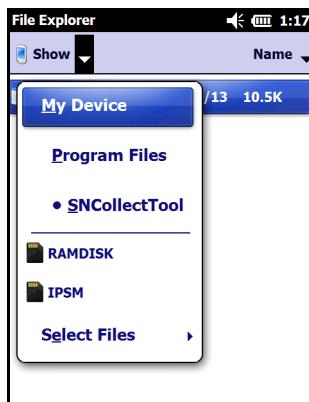 File Explorer 1:17
Show Name
My Device /13 10.5K
Program Files
• SNCollectTool
RAMDISK
IPSM
Select Files